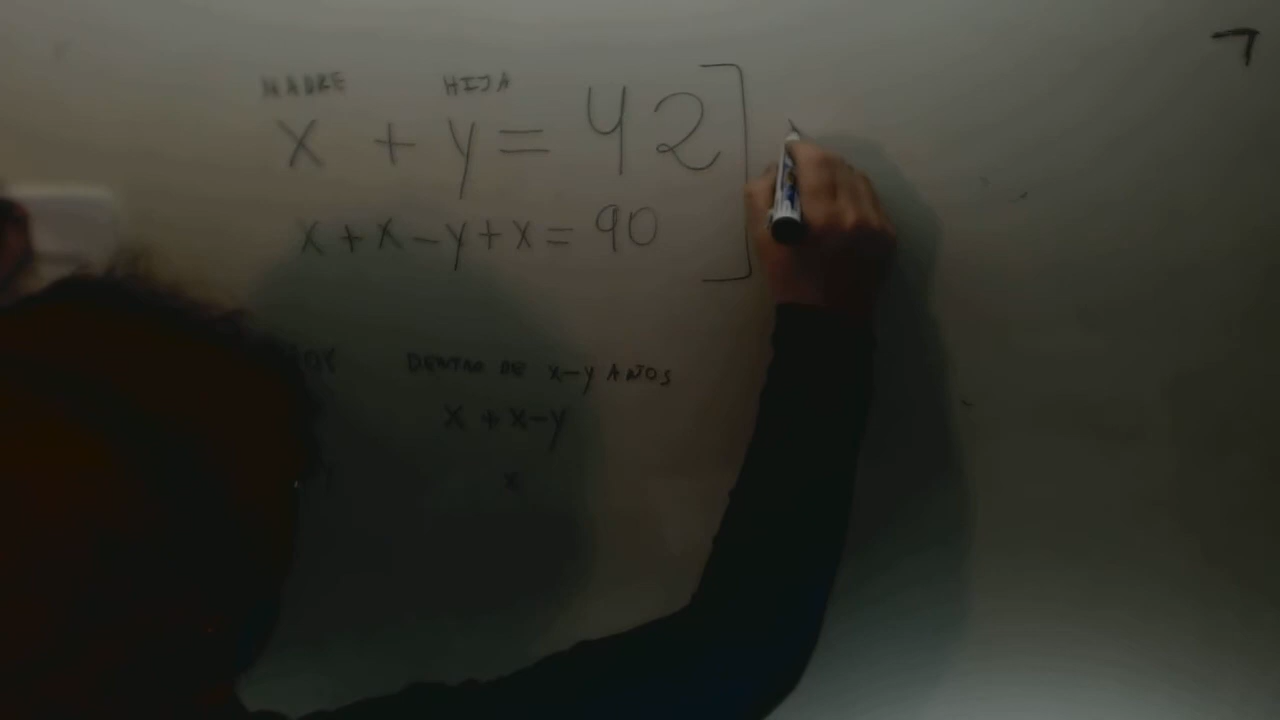 MADRE HIJA
x + y = 42
x + x - y + x = 90
DENTRO DE x-y AÑOS
x + x-y
x